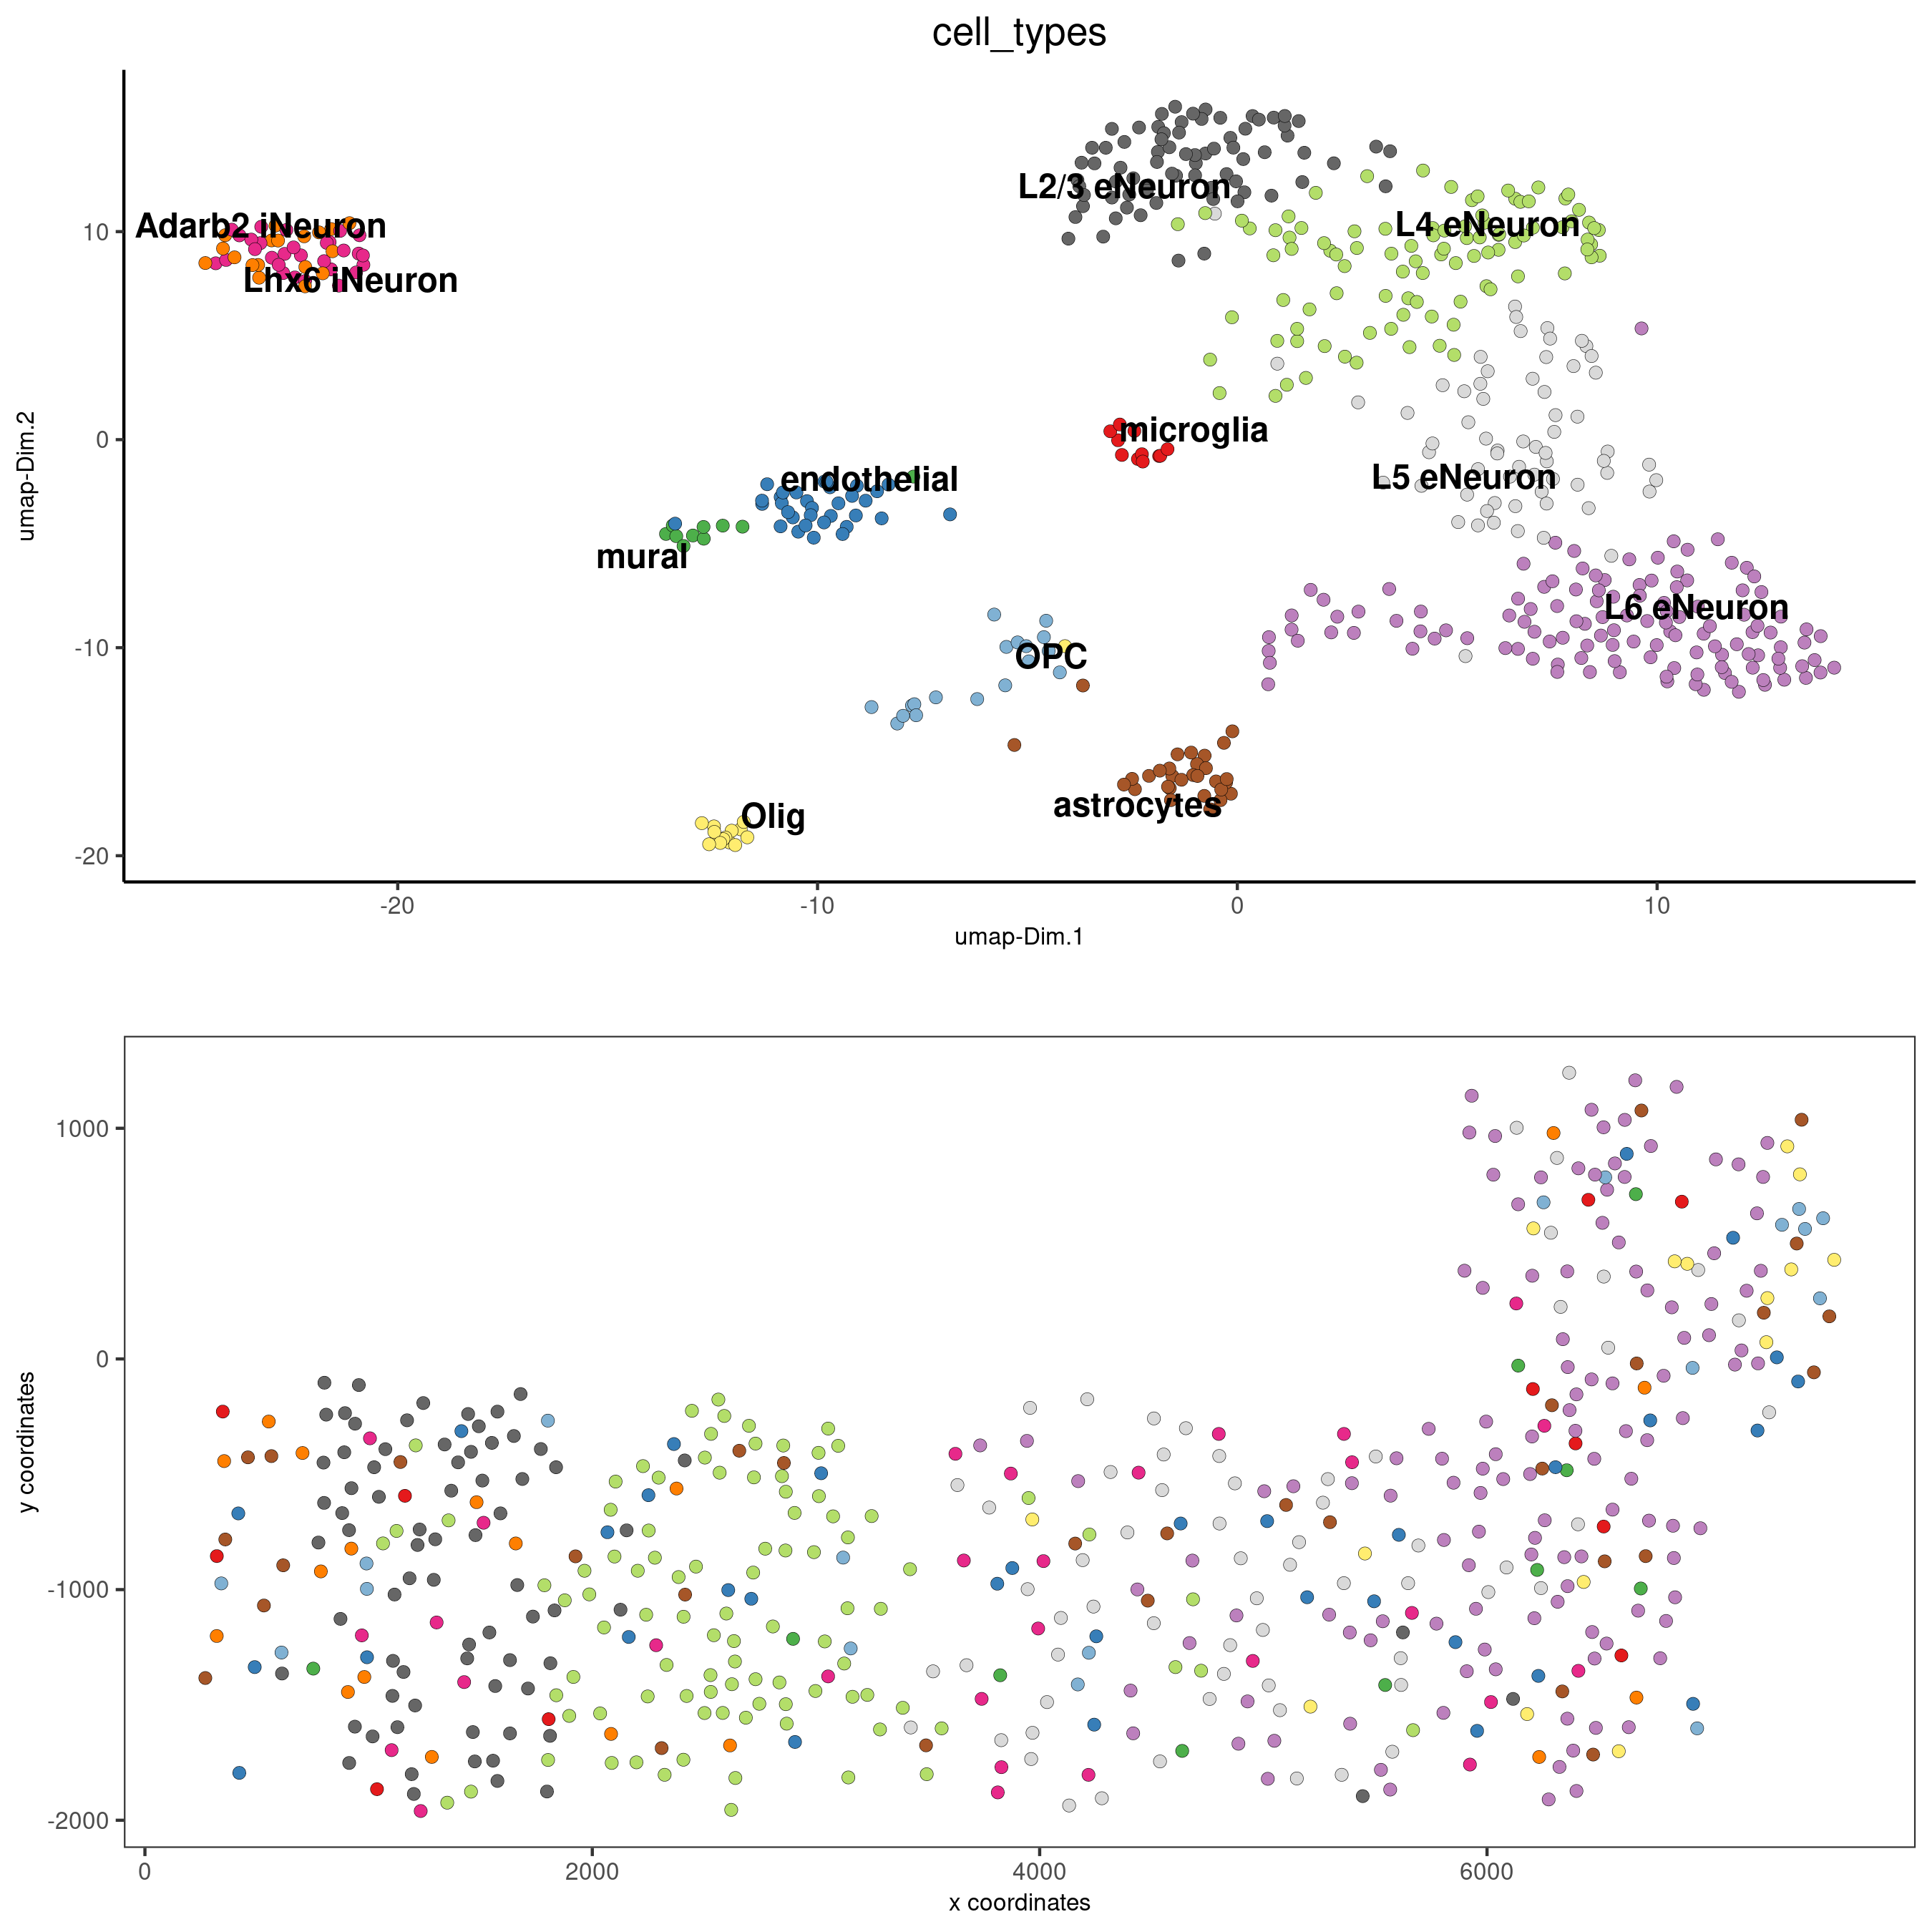 cell_types
umap-Dim.2
10
0
-10
-20
L2/3 eNeuron
Adarb2 iNeuron
L4 eNeuron
Lhx6 iNeuron
microglia
endothelial
L5 eNeuron
mural
L6 eNeuron
OPC
astrocytes
Olig
-20
-10
0
10
umap-Dim.1
y coordinates
1000
0
-1000
-2000
0
2000
4000
6000
x coordinates